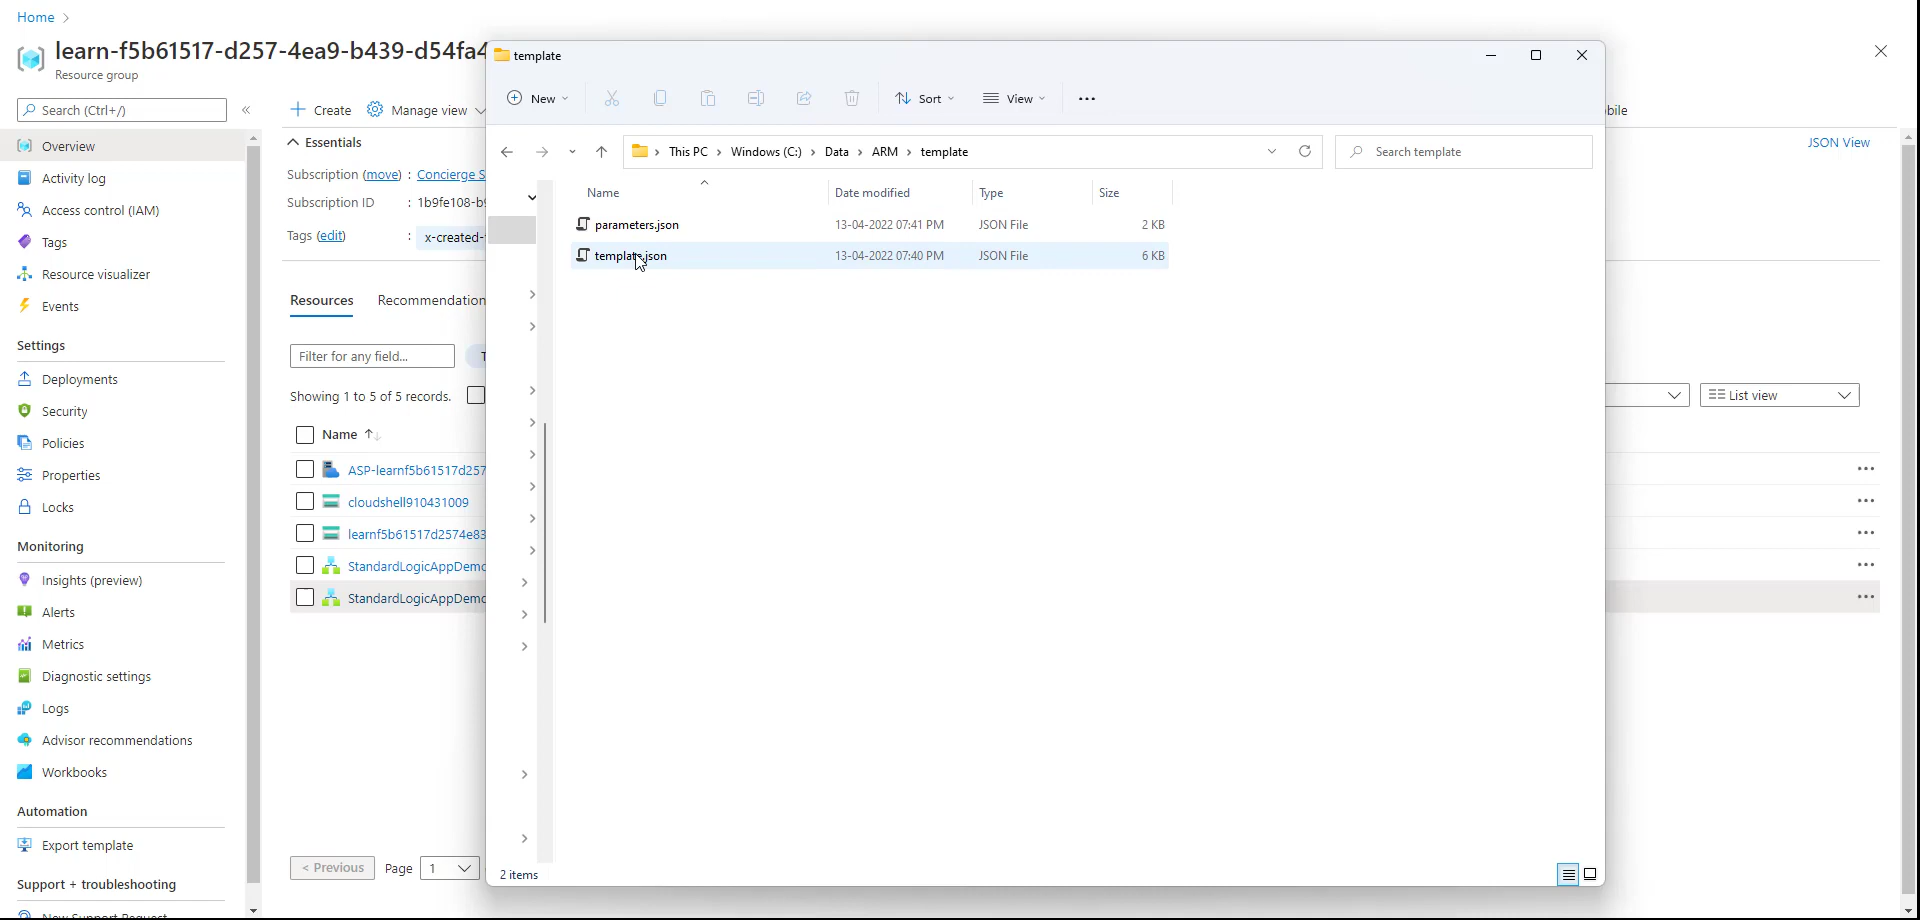 Home
learn-f5b61517-d257-4ea9-b439-d54fa4
Resource group
Search (Ctrl+/)
«
Create
Manage view
Overview
Activity log
Access control (IAM)
Tags
Resource visualizer
Events
Settings
Deployments
Security
Policies
Properties
Locks
Monitoring
Insights (preview)
Alerts
Metrics
Diagnostic settings
Logs
Advisor recommendations
Workbooks
Automation
Export template
Support + troubleshooting
New Support Request
Essentials
JSON View
Subscription (move) : Concierge S
Subscription ID : 1b9fe108-b
Tags (edit) : x-created-
Resources
Recommendation
Filter for any field...
Showing 1 to 5 of 5 records.
List view
Name
ASP-learnf5b61517d257
cloudshell910431009
learnf5b61517d2574e83
StandardLogicAppDemo
StandardLogicAppDemo
< Previous
Page
1
template
New
Sort
View
This PC > Windows (C:) > Data > ARM > template
Search template
Name Date modified Type Size
parameters.json 13-04-2022 07:41 PM JSON File 2 KB
template.json 13-04-2022 07:40 PM JSON File 6 KB
2 items
bile